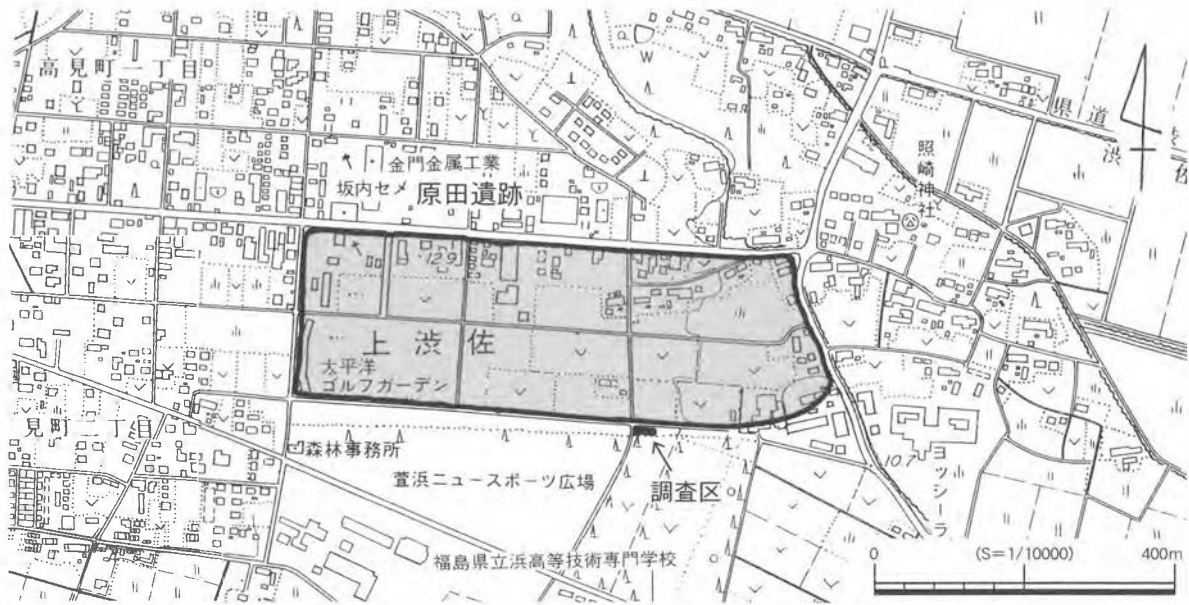 高見町一丁目
金門金属工業
坂内セメ
原田遺跡
県道
渋
佐
照崎神社
公
W
12.9
上渋佐
太平洋
ゴルフガーデン
見町二丁目
森林事務所
萱浜ニュースポーツ広場
調査区
10.7
ヨッシーラ
福島県立浜高等技術専門学校
0 (S=1/10000) 400m